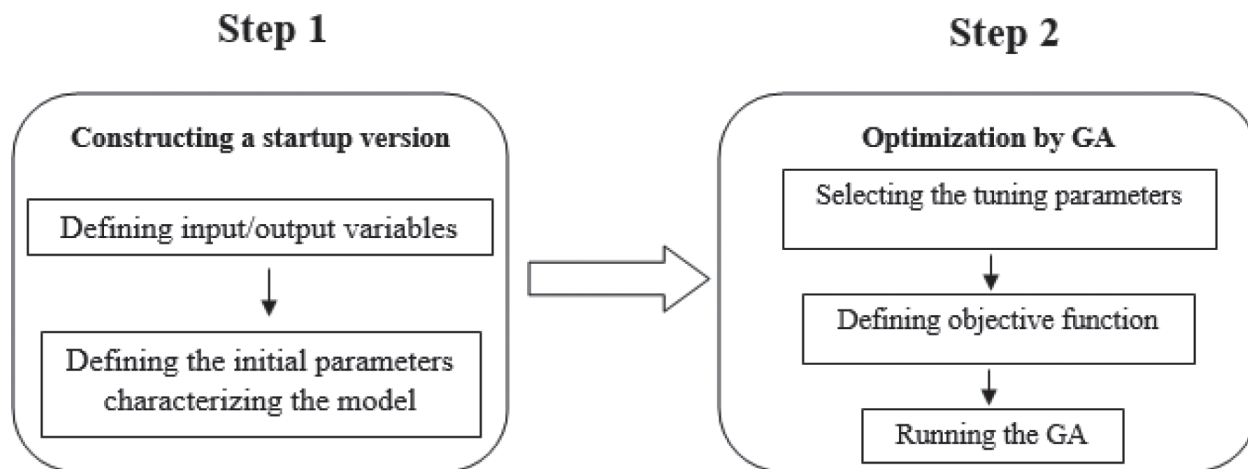 Step 1
Constructing a startup version
Defining input/output variables
Defining the initial parameters
characterizing the model
Step 2
Optimization by GA
Selecting the tuning parameters
Defining objective function
Running the GA